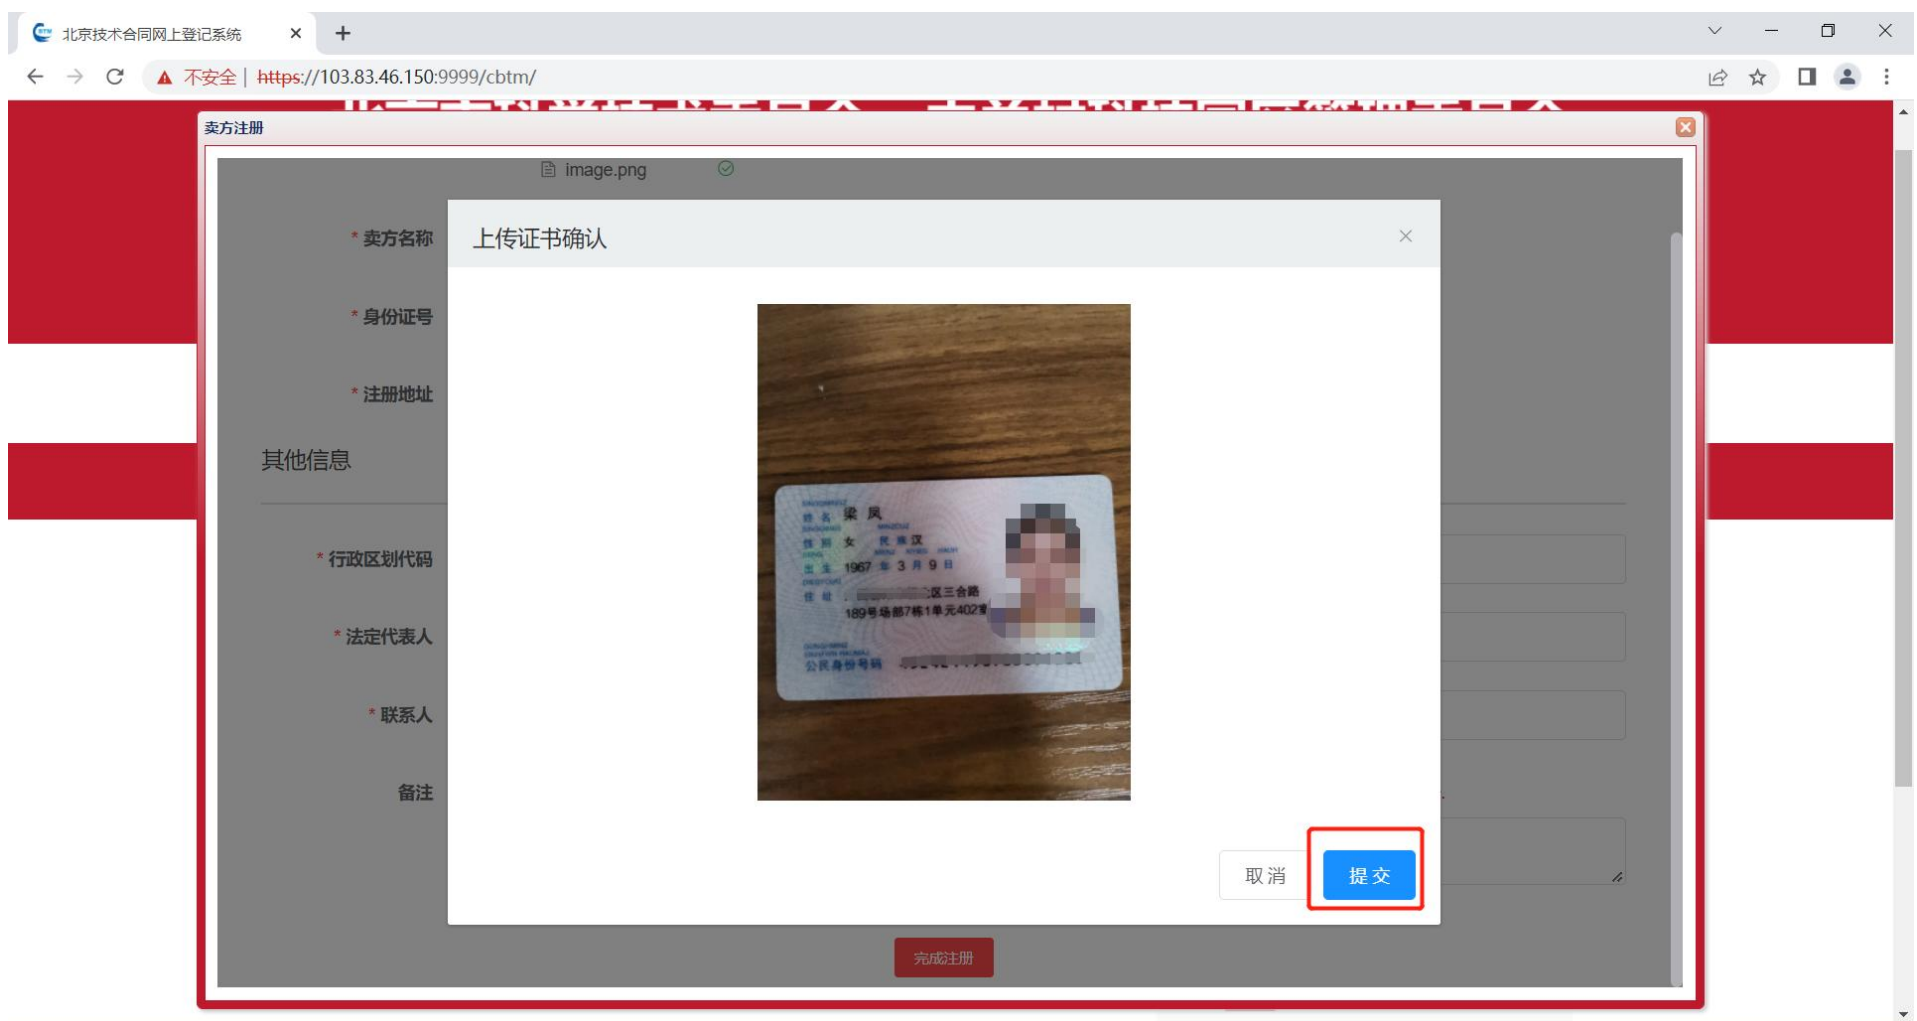 北京技术合同网上登记系统
不安全 | https://103.83.46.150:9999/cbtm/
卖方注册
image.png
* 卖方名称
上传证书确认
* 身份证号
* 注册地址
其他信息
姓名 梁凤
性别 女 民族 汉
出生 1967 年 3 月 9 日
住址 区三合路
189号场部7栋1单元402室
公民身份号码
* 行政区划代码
* 法定代表人
* 联系人
备注
取消 提交
完成注册